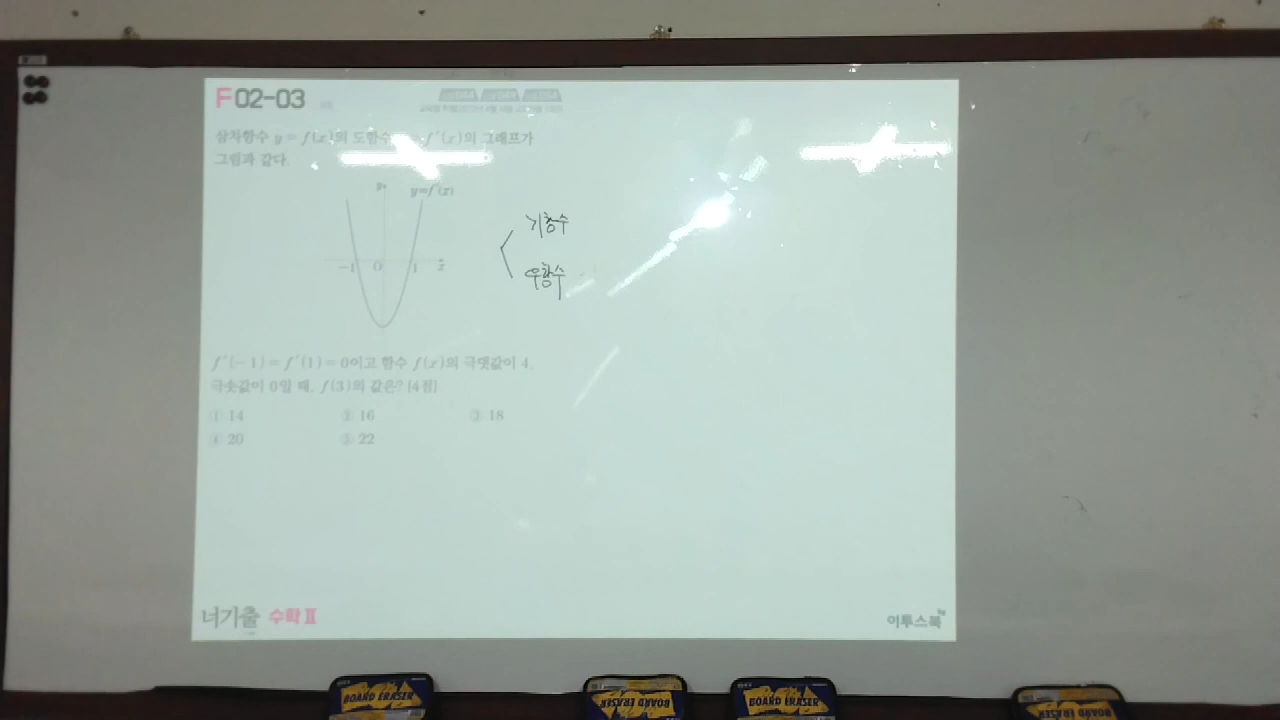 F 02-03
삼차함수 y = f(x)의 도함수 f′(x)의 그래프가
그림과 같다.
y
y=f′(x)
-1 O 1 x
기함수
우함수
f′(-1) = f′(1) = 0이고 함수 f(x)의 극댓값이 4,
극솟값이 0일 때, f(3)의 값은? [4점]
① 14 ② 16 ③ 18
④ 20 ⑤ 22
너기출 수학 Ⅱ
이투스북
BOARD ERASER
BOARD ERASER
BOARD ERASER
BOARD ERASER